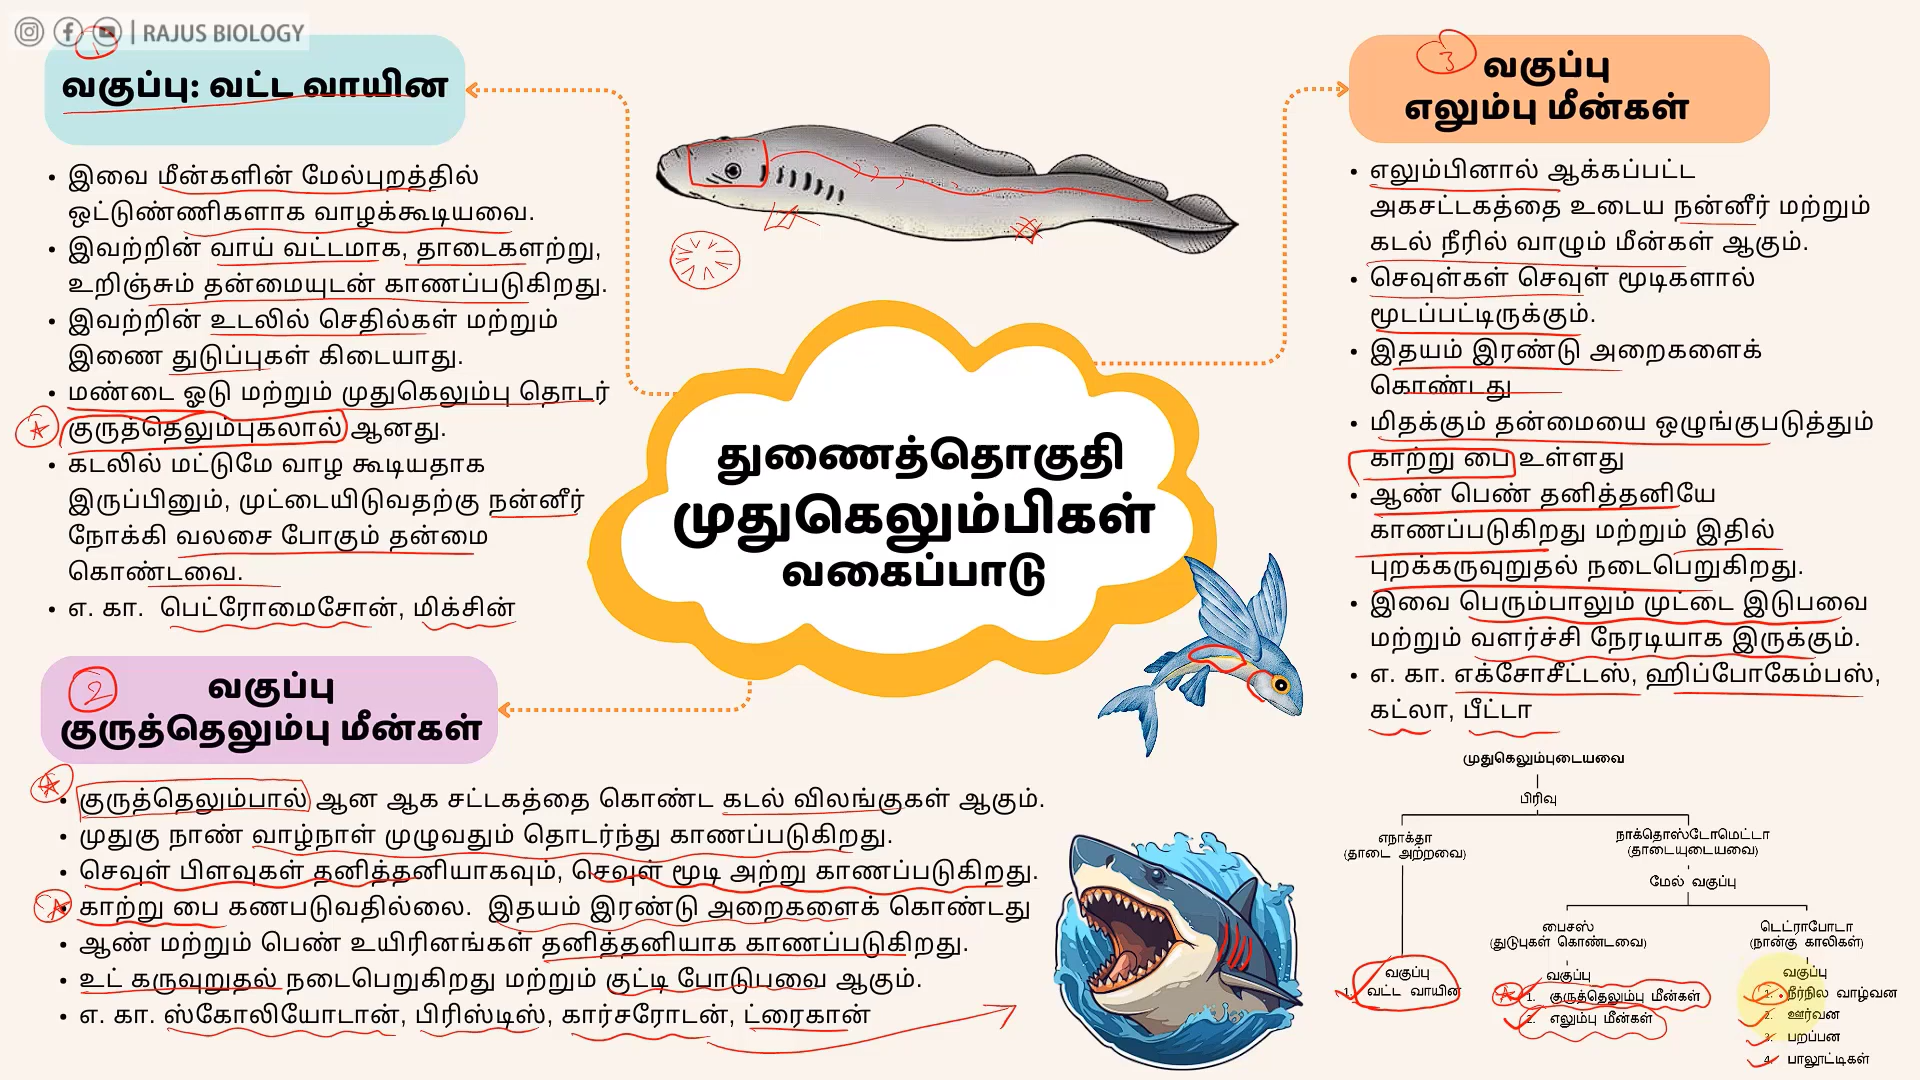 | RAJUS BIOLOGY
1
வகுப்பு: வட்ட வாயின
• இவை மீன்களின் மேல்புறத்தில்
ஒட்டுண்ணிகளாக வாழக்கூடியவை.
• இவற்றின் வாய் வட்டமாக, தாடைகளற்று,
உறிஞ்சும் தன்மையுடன் காணப்படுகிறது.
• இவற்றின் உடலில் செதில்கள் மற்றும்
இணை துடுப்புகள் கிடையாது.
• மண்டை ஓடு மற்றும் முதுகெலும்பு தொடர்
குருத்தெலும்புகலால் ஆனது.
• கடலில் மட்டுமே வாழ கூடியதாக
இருப்பினும், முட்டையிடுவதற்கு நன்னீர்
நோக்கி வலசை போகும் தன்மை
கொண்டவை.
• எ. கா. பெட்ரோமைசோன், மிக்சின்
துணைத்தொகுதி
முதுகெலும்பிகள்
வகைப்பாடு
2
வகுப்பு
குருத்தெலும்பு மீன்கள்
• குருத்தெலும்பால் ஆன ஆக சட்டகத்தை கொண்ட கடல் விலங்குகள் ஆகும்.
• முதுகு நாண் வாழ்நாள் முழுவதும் தொடர்ந்து காணப்படுகிறது.
• செவுள் பிளவுகள் தனித்தனியாகவும், செவுள் மூடி அற்று காணப்படுகிறது.
• காற்று பை கணபடுவதில்லை. இதயம் இரண்டு அறைகளைக் கொண்டது
• ஆண் மற்றும் பெண் உயிரினங்கள் தனித்தனியாக காணப்படுகிறது.
• உட் கருவுறுதல் நடைபெறுகிறது மற்றும் குட்டி போடுபவை ஆகும்.
• எ. கா. ஸ்கோலியோடான், பிரிஸ்டிஸ், கார்சரோடன், ட்ரைகான்
3
வகுப்பு
எலும்பு மீன்கள்
• எலும்பினால் ஆக்கப்பட்ட
அகசட்டகத்தை உடைய நன்னீர் மற்றும்
கடல் நீரில் வாழும் மீன்கள் ஆகும்.
• செவுள்கள் செவுள் மூடிகளால்
மூடப்பட்டிருக்கும்.
• இதயம் இரண்டு அறைகளைக்
கொண்டது
• மிதக்கும் தன்மையை ஒழுங்குபடுத்தும்
காற்று பை உள்ளது
• ஆண் பெண் தனித்தனியே
காணப்படுகிறது மற்றும் இதில்
புறக்கருவுறுதல் நடைபெறுகிறது.
• இவை பெரும்பாலும் முட்டை இடுபவை
மற்றும் வளர்ச்சி நேரடியாக இருக்கும்.
• எ. கா. எக்சோசீட்டஸ், ஹிப்போகேம்பஸ்,
கட்லா, பீட்டா
முதுகெலும்புடையவை
பிரிவு
எநாக்தா
(தாடை அற்றவை)
நாக்தொஸ்டோமெட்டா
(தாடையுடையவை)
மேல் வகுப்பு
பைசஸ்
(துடுபுகள் கொண்டவை)
டெட்ராபோடா
(நான்கு காலிகள்)
வகுப்பு
1. வட்ட வாயின
வகுப்பு
1. குருத்தெலும்பு மீன்கள்
2. எலும்பு மீன்கள்
வகுப்பு
1. நீர்நில வாழ்வன
2. ஊர்வன
3. பறப்பன
4. பாலூட்டிகள்